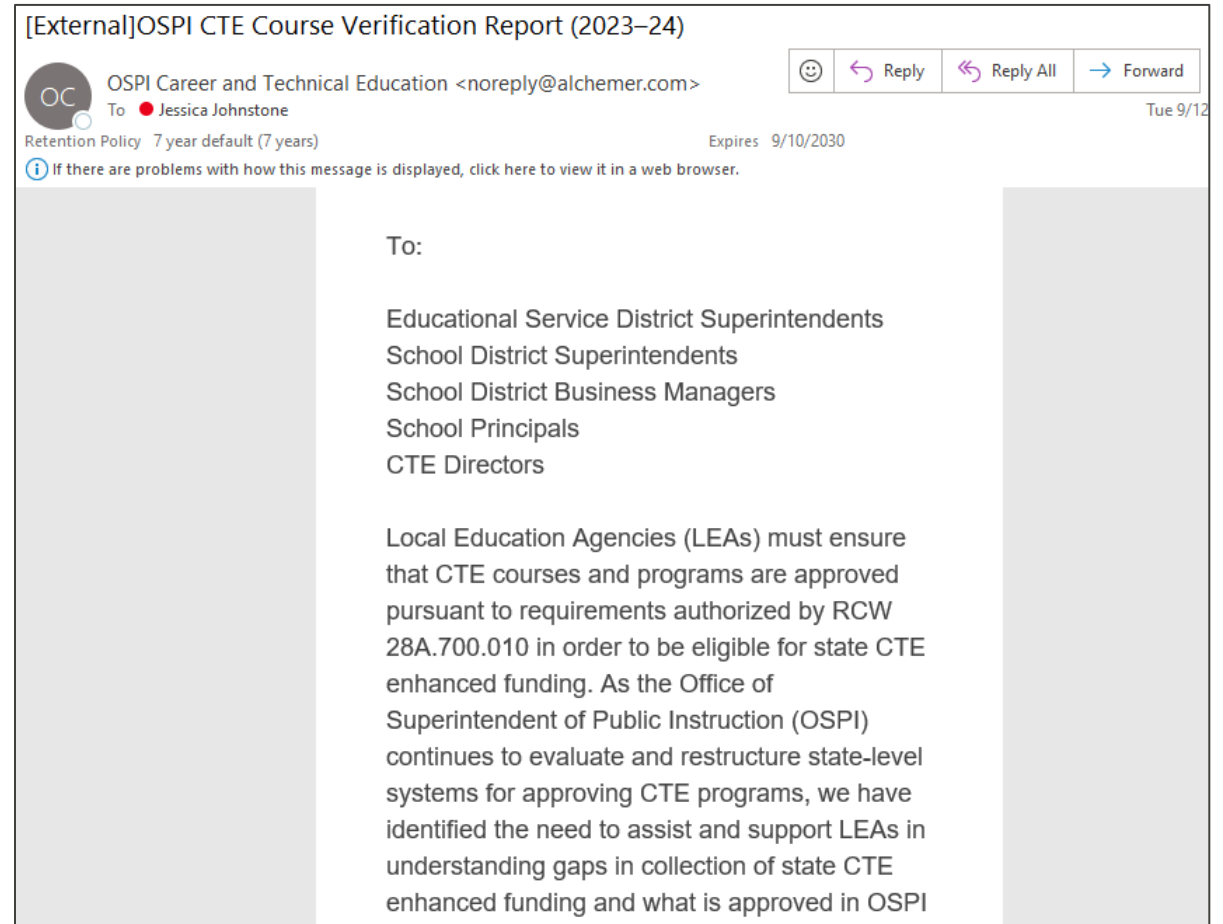 [External]OSPI CTE Course Verification Report (2023–24)
OC
OSPI Career and Technical Education <noreply@alchemer.com>
Reply
Reply All
Forward
To Jessica Johnstone
Tue 9/12
Retention Policy 7 year default (7 years)
Expires 9/10/2030
If there are problems with how this message is displayed, click here to view it in a web browser.
To:
Educational Service District Superintendents
School District Superintendents
School District Business Managers
School Principals
CTE Directors
Local Education Agencies (LEAs) must ensure
that CTE courses and programs are approved
pursuant to requirements authorized by RCW
28A.700.010 in order to be eligible for state CTE
enhanced funding. As the Office of
Superintendent of Public Instruction (OSPI)
continues to evaluate and restructure state-level
systems for approving CTE programs, we have
identified the need to assist and support LEAs in
understanding gaps in collection of state CTE
enhanced funding and what is approved in OSPI